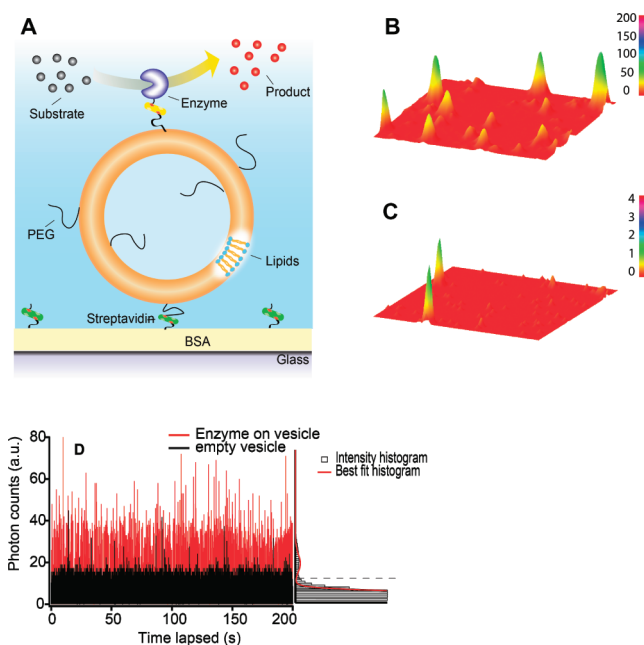 A
Substrate
Enzyme
Product
PEG
Lipids
Streptavidin
BSA
Glass
B
200
150
100
50
0
C
4
3
2
1
0
D
Enzyme on vesicle
empty vesicle
Intensity histogram
Best fit histogram
Photon counts (a.u.)
80
60
40
20
0
0 50 100 150 200
Time lapsed (s)